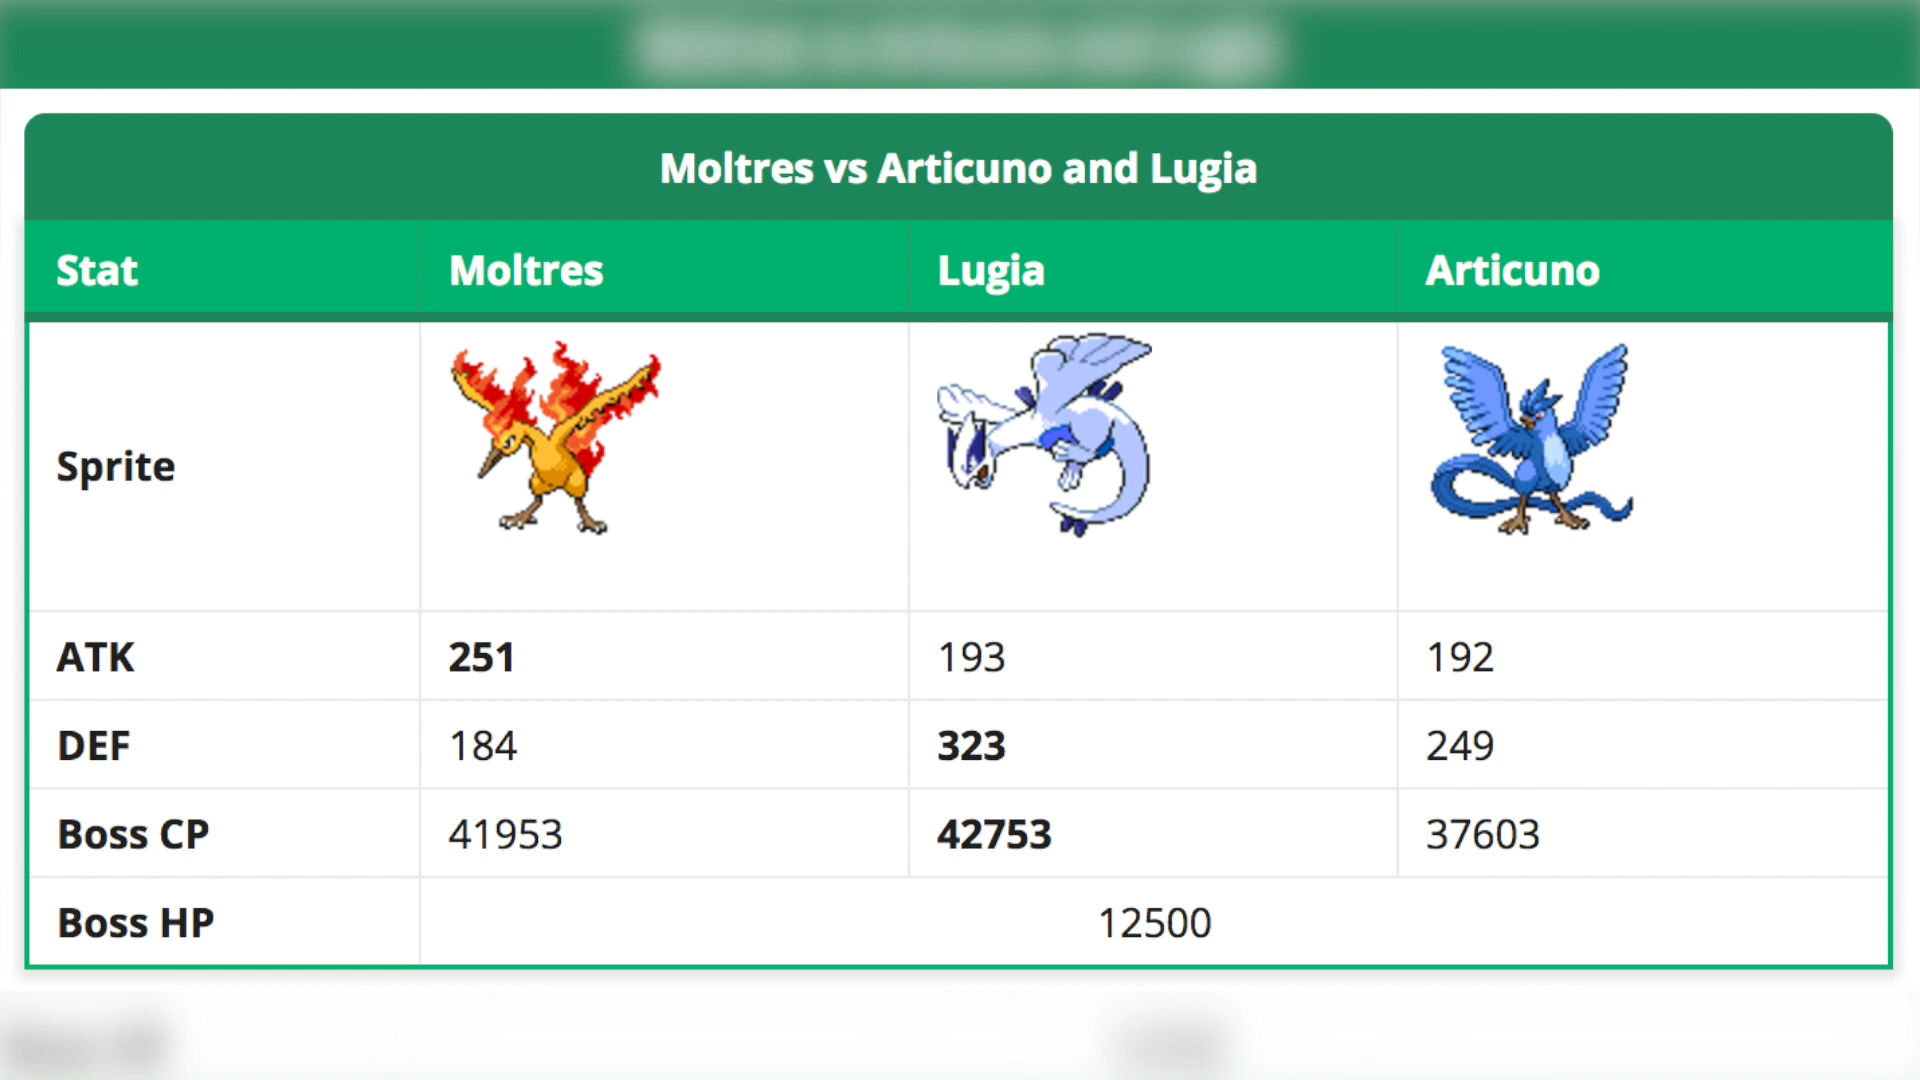 Moltres vs Articuno and Lugia
Stat Moltres Lugia Articuno
Sprite
ATK 251 193 192
DEF 184 323 249
Boss CP 41953 42753 37603
Boss HP 12500